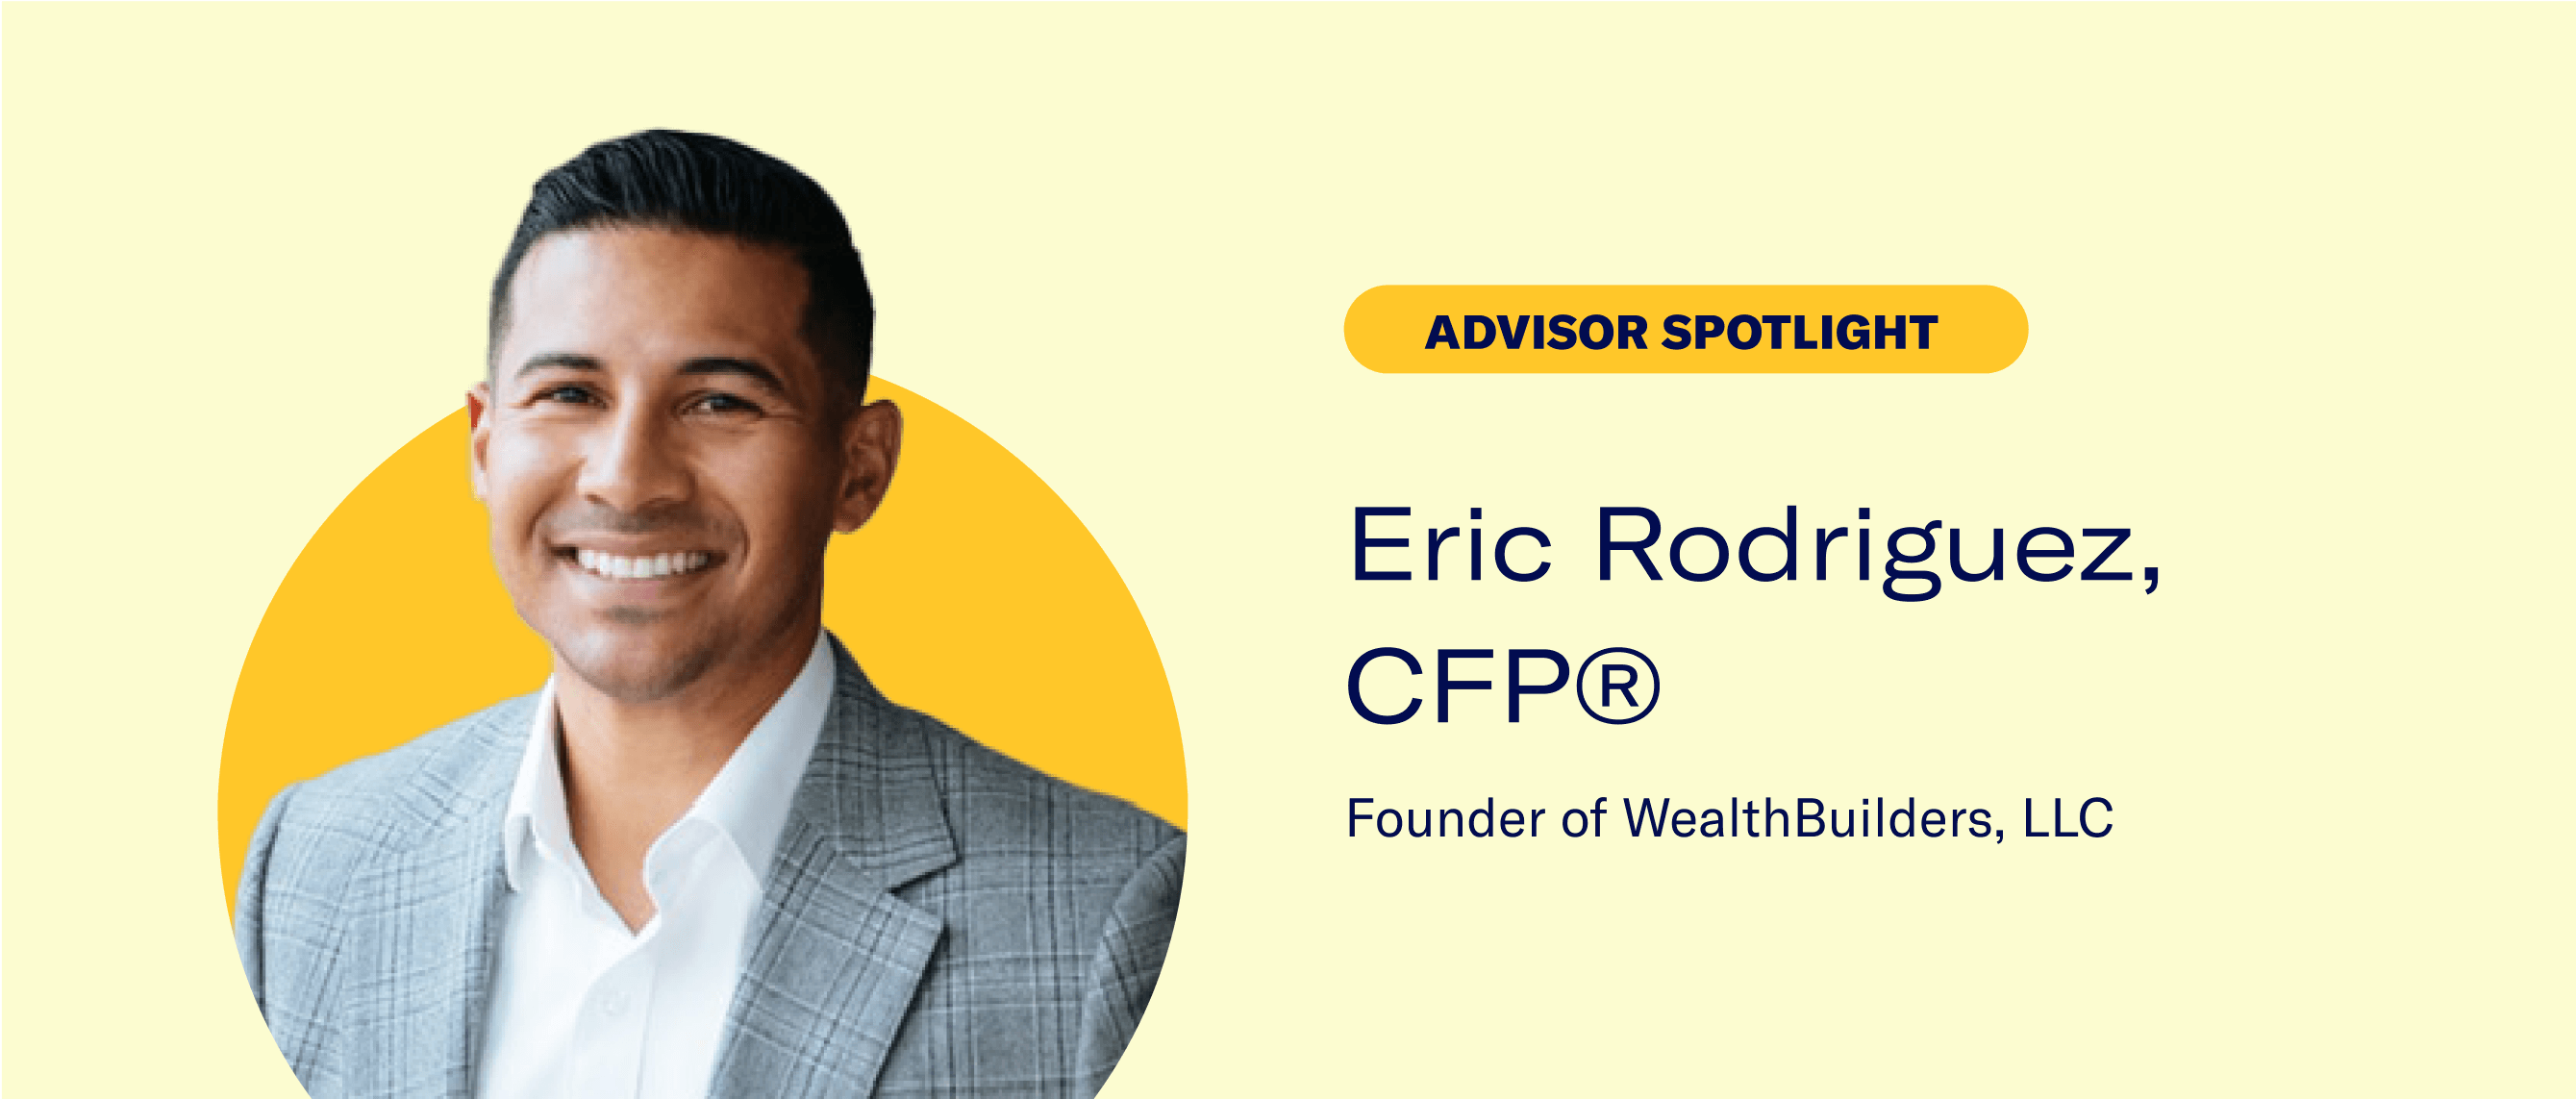 ADVISOR SPOTLIGHT
Eric Rodriguez,
CFP®
Founder of WealthBuilders, LLC